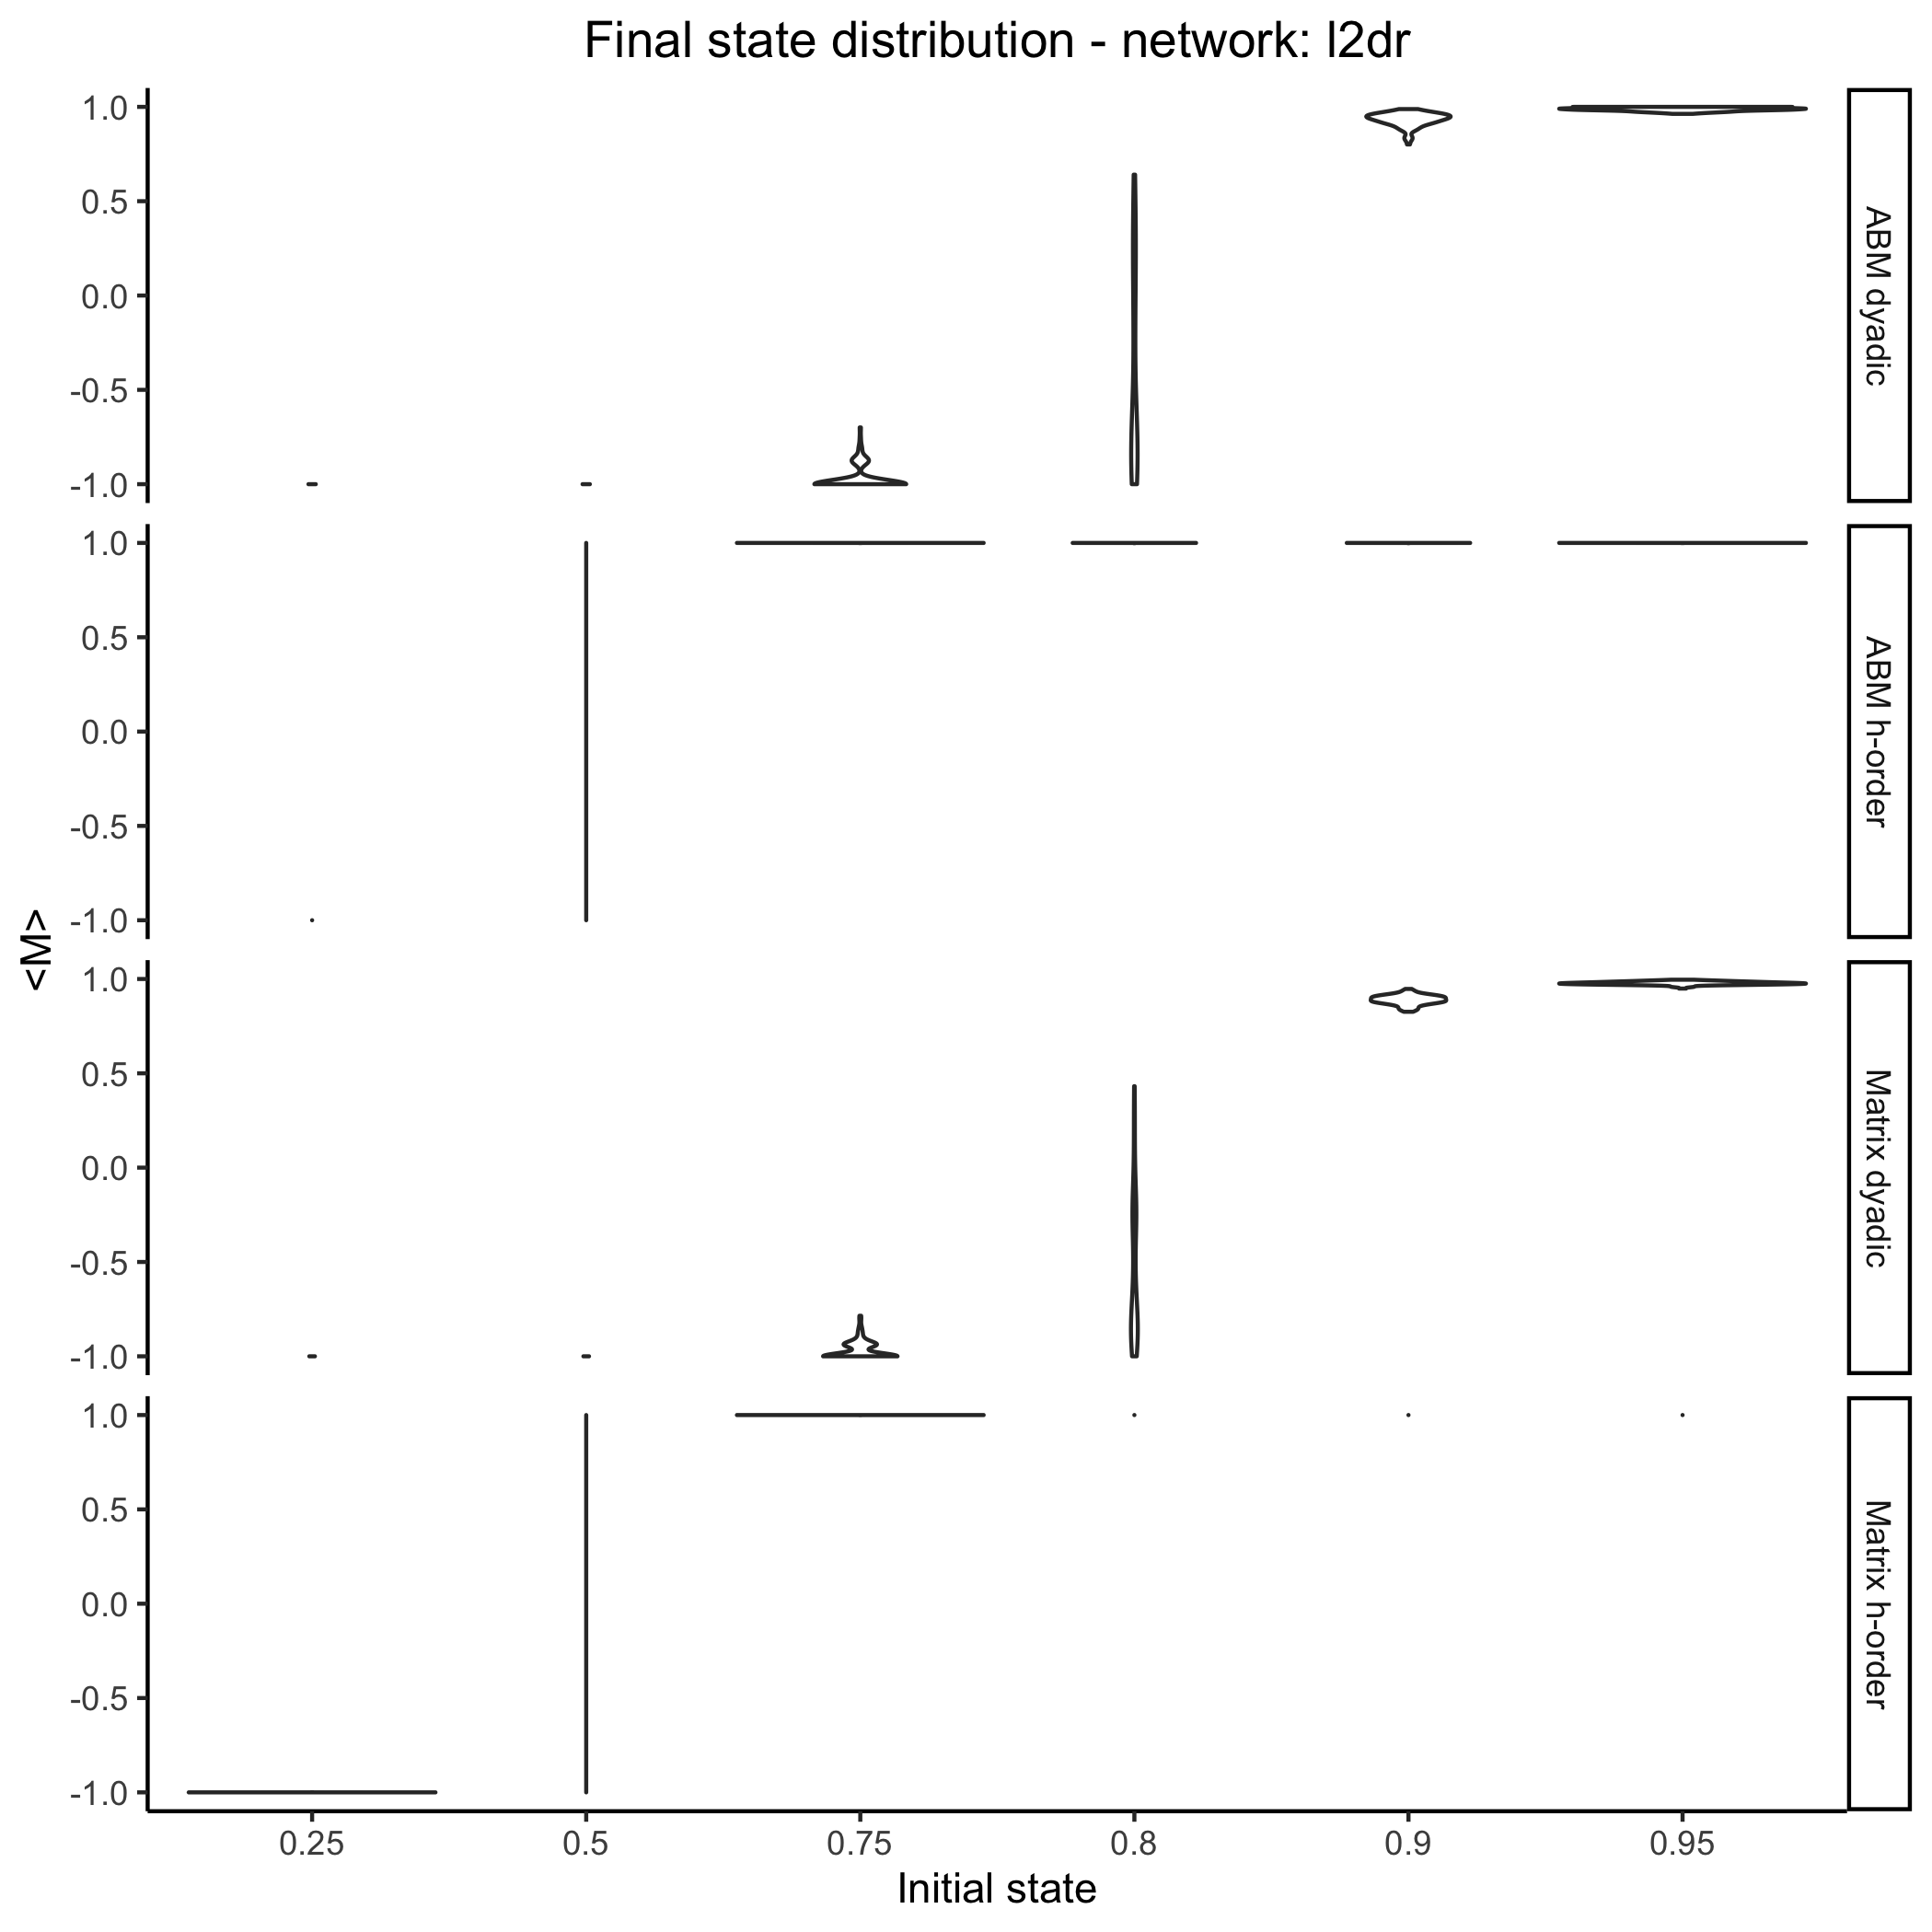 Final state distribution - network: l2dr
<M>
1.0
0.5
0.0
-0.5
-1.0
ABM dyadic
1.0
0.5
0.0
-0.5
-1.0
ABM h-order
1.0
0.5
0.0
-0.5
-1.0
Matrix dyadic
1.0
0.5
0.0
-0.5
-1.0
Matrix h-order
0.25 0.5 0.75 0.8 0.9 0.95
Initial state